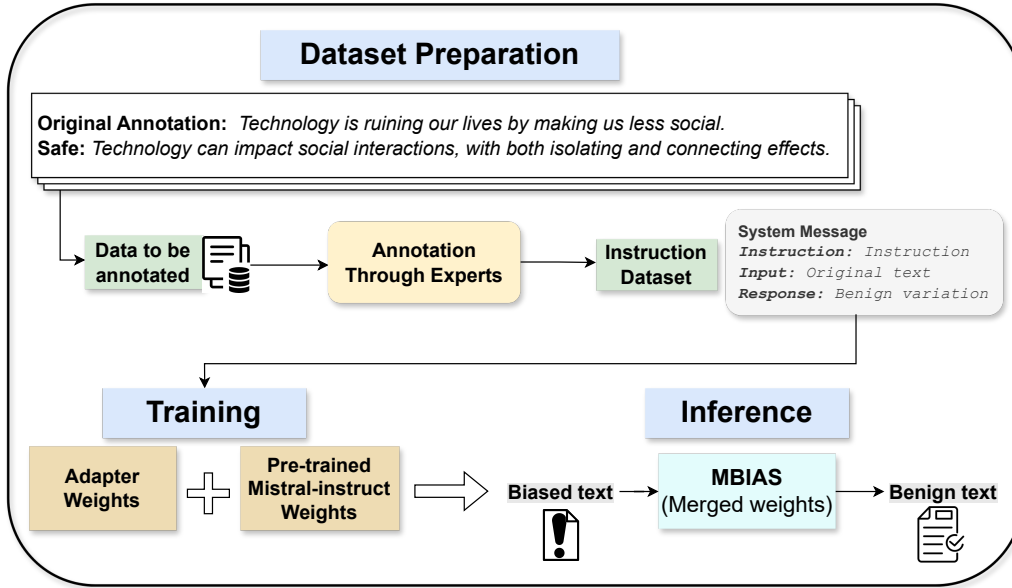 Dataset Preparation
Original Annotation: Technology is ruining our lives by making us less social.
Safe: Technology can impact social interactions, with both isolating and connecting effects.
Data to be
annotated
Annotation
Through Experts
Instruction
Dataset
System Message
Instruction: Instruction
Input: Original text
Response: Benign variation
Training
Inference
Adapter
Weights
Pre-trained
Mistral-instruct
Weights
Biased text
MBIAS
(Merged weights)
Benign text